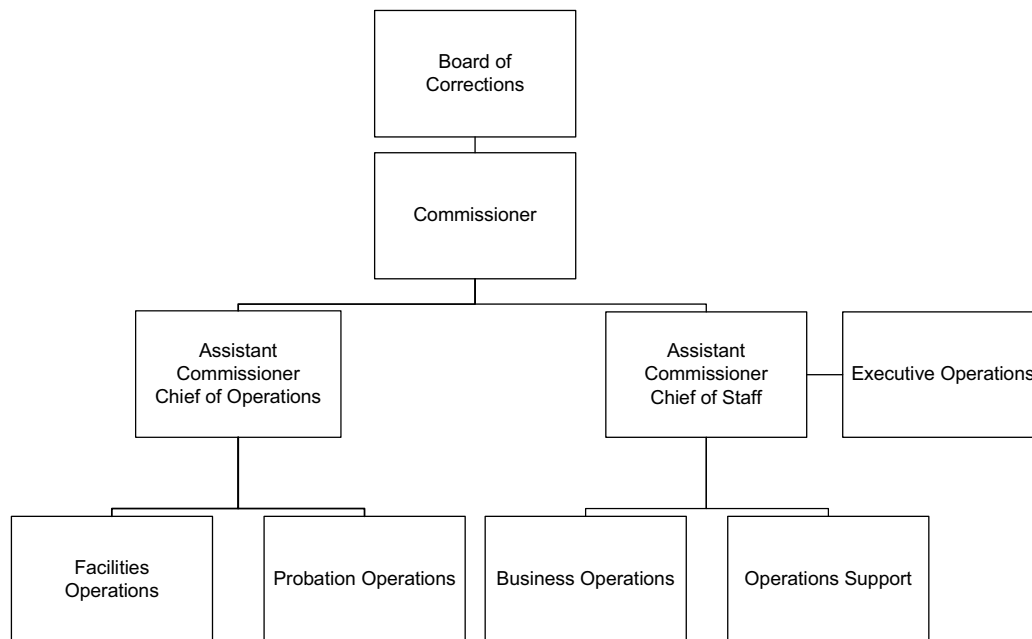 Board of
Corrections
Commissioner
Assistant
Commissioner
Chief of Operations
Assistant
Commissioner
Chief of Staff
Executive Operations
Facilities
Operations
Probation Operations
Business Operations
Operations Support